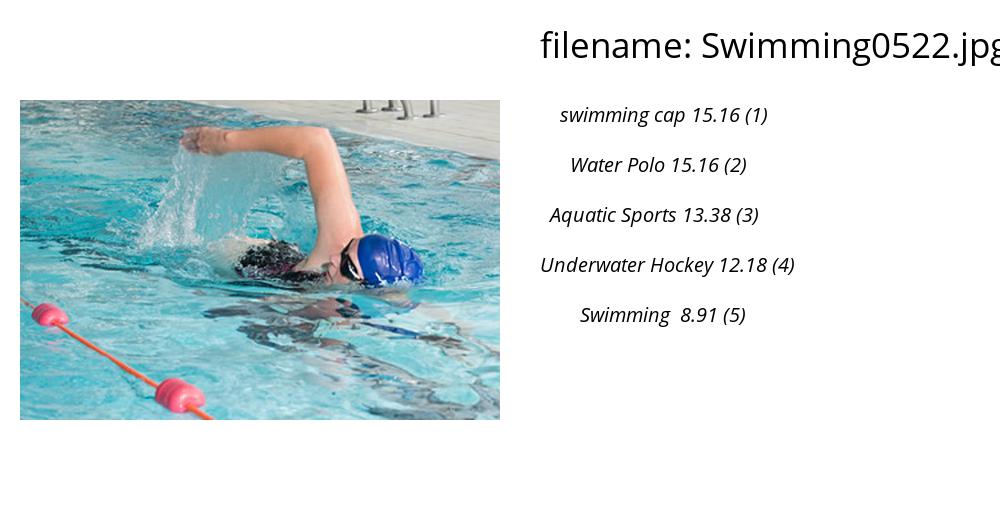 filename: Swimming0522.jpg
swimming cap 15.16 (1)
Water Polo 15.16 (2)
Aquatic Sports 13.38 (3)
Underwater Hockey 12.18 (4)
Swimming  8.91 (5)